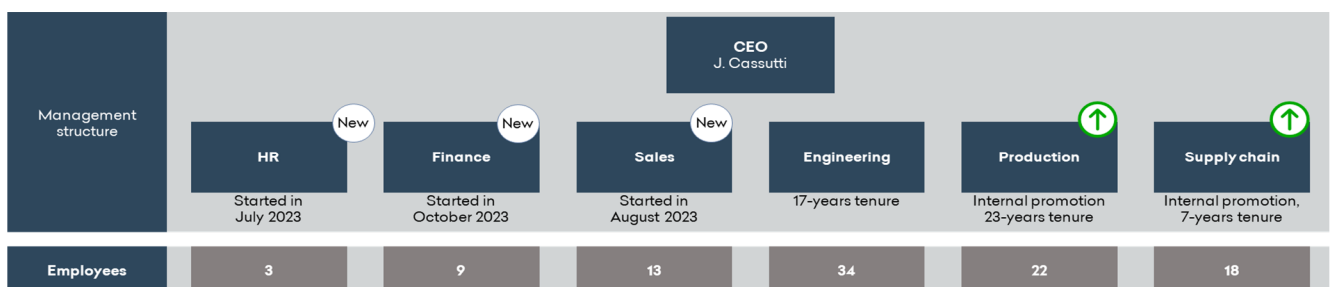 CEO
J. Cassutti
Management
structure
New
New
New
HR
Finance
Sales
Engineering
Production
Supply chain
Started in
July 2023
Started in
October 2023
Started in
August 2023
17-years tenure
Internal promotion
23-years tenure
Internal promotion,
7-years tenure
Employees
3
9
13
34
22
18